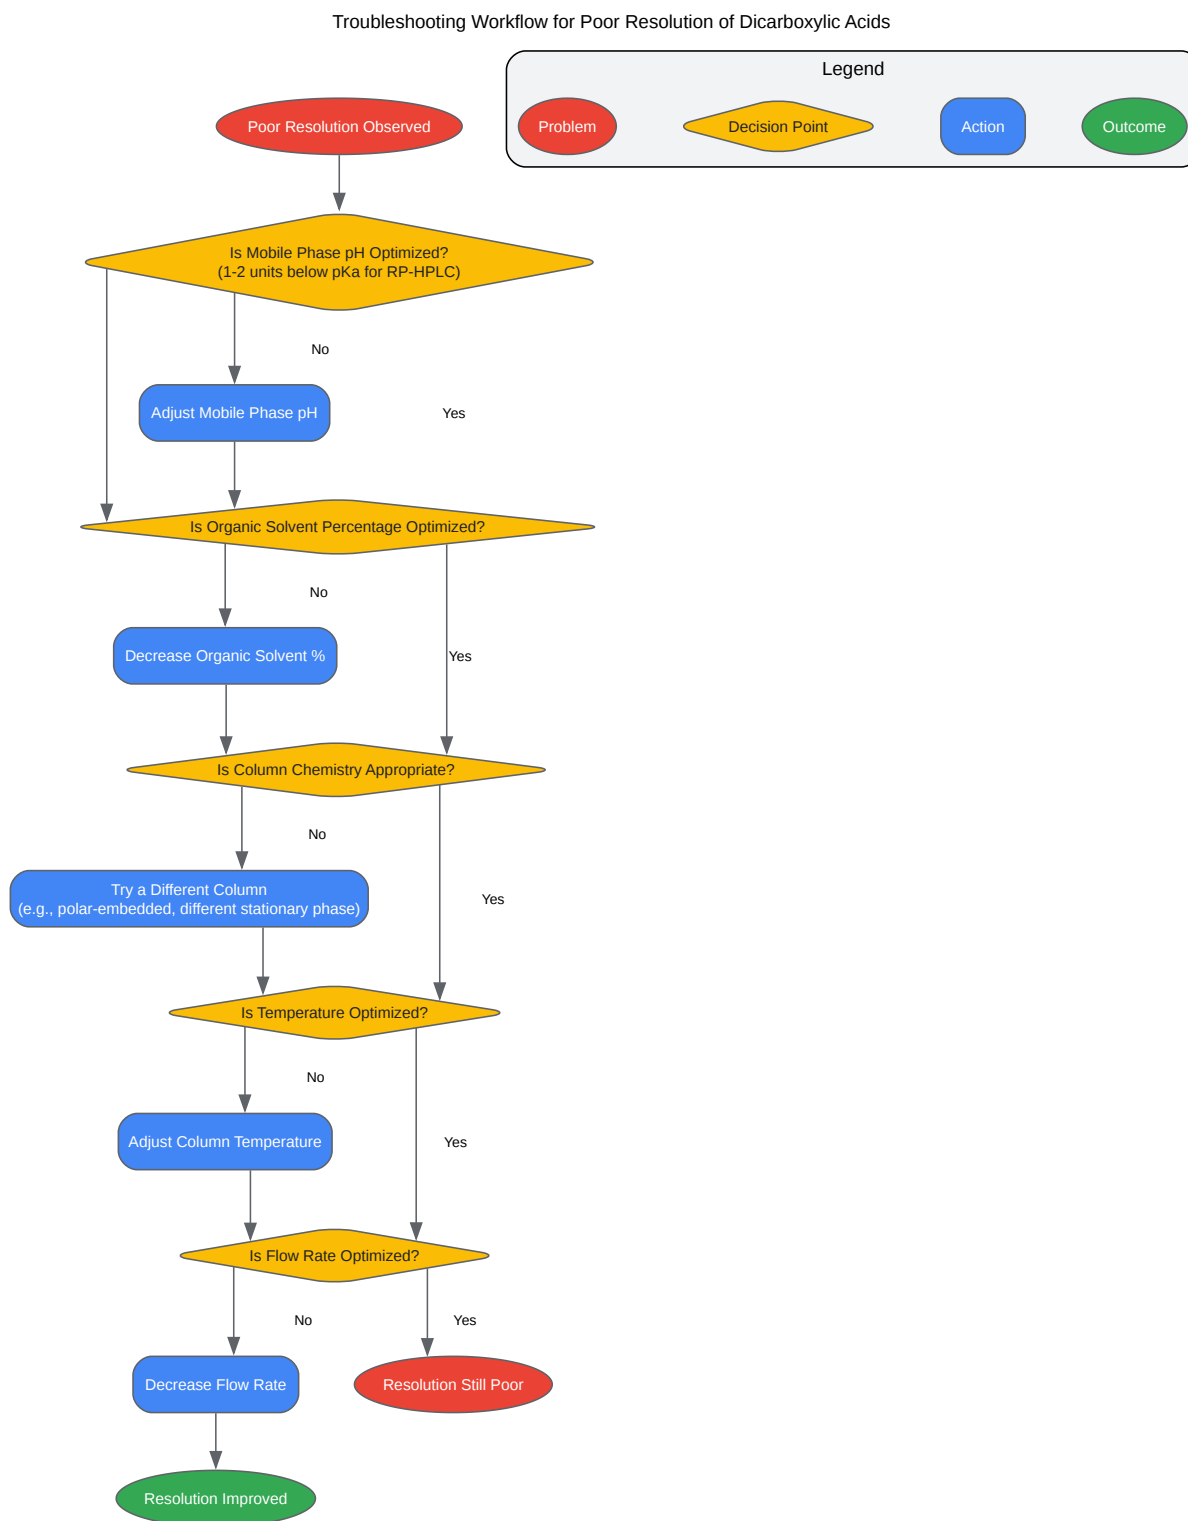 Troubleshooting Workflow for Poor Resolution of Dicarboxylic Acids
Legend
Problem
Decision Point
Action
Outcome
Poor Resolution Observed
Is Mobile Phase pH Optimized?
(1-2 units below pKa for RP-HPLC)
No
Adjust Mobile Phase pH
Yes
Is Organic Solvent Percentage Optimized?
No
Decrease Organic Solvent %
Yes
Is Column Chemistry Appropriate?
No
Try a Different Column
(e.g., polar-embedded, different stationary phase)
Yes
Is Temperature Optimized?
No
Adjust Column Temperature
Yes
Is Flow Rate Optimized?
No
Yes
Decrease Flow Rate
Resolution Still Poor
Resolution Improved